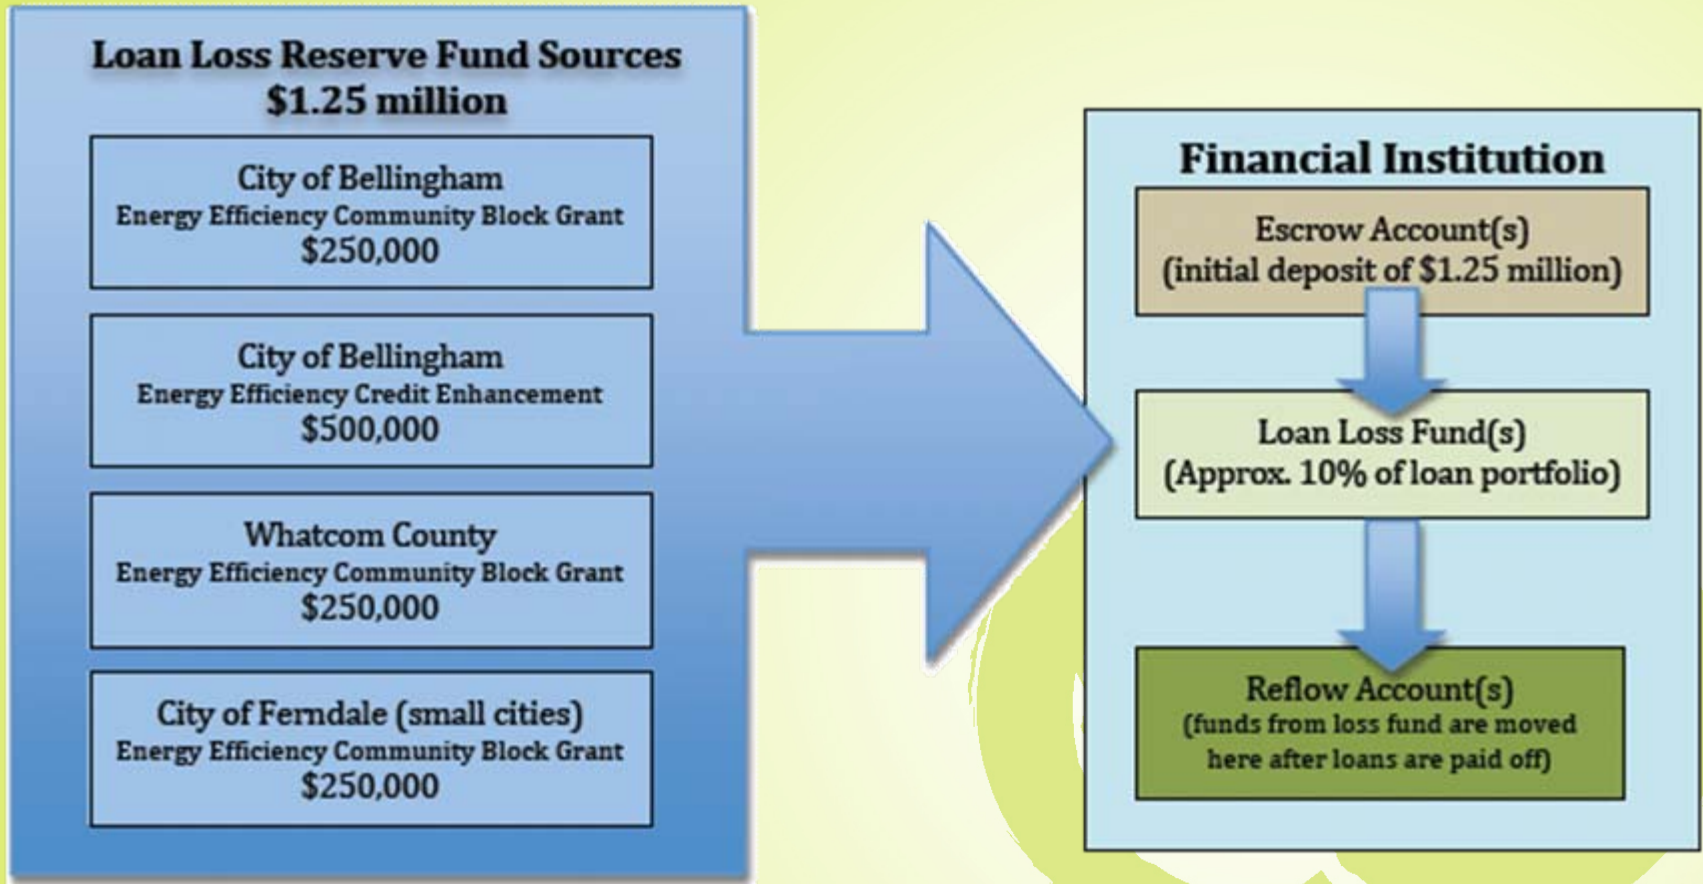 Loan Loss Reserve Fund Sources
$1.25 million
City of Bellingham
Energy Efficiency Community Block Grant
$250,000
City of Bellingham
Energy Efficiency Credit Enhancement
$500,000
Whatcom County
Energy Efficiency Community Block Grant
$250,000
City of Ferndale (small cities)
Energy Efficiency Community Block Grant
$250,000
Financial Institution
Escrow Account(s)
(initial deposit of $1.25 million)
Loan Loss Fund(s)
(Approx. 10% of loan portfolio)
Reflow Account(s)
(funds from loss fund are moved
here after loans are paid off)